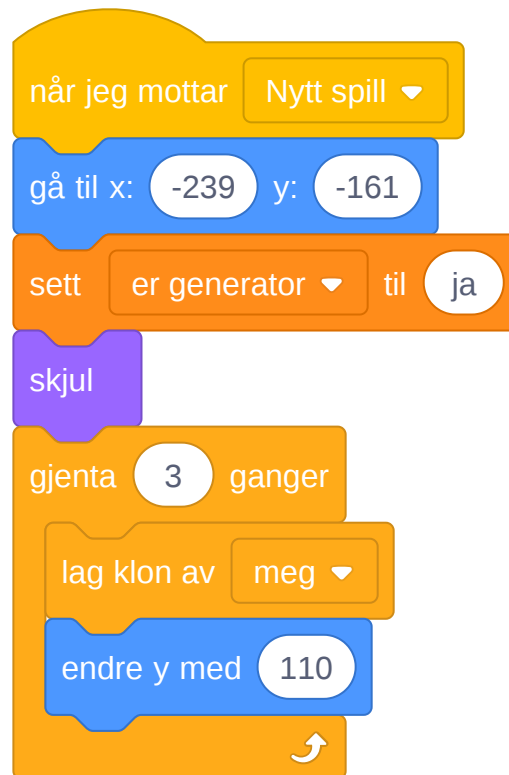 når jeg mottar Nytt spill
gå til x: -239 y: -161
sett er generator til ja
skjul
gjenta 3 ganger
lag klon av meg
endre y med 110